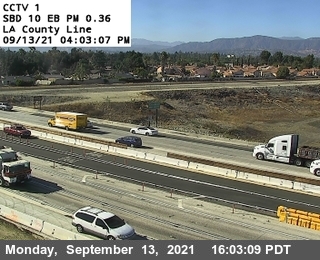 CCTV 1
SBD 10 EB PM 0.36
LA County Line
09/13/21 04:03:07 PM
Monday, September 13, 2021 16:03:09 PDT